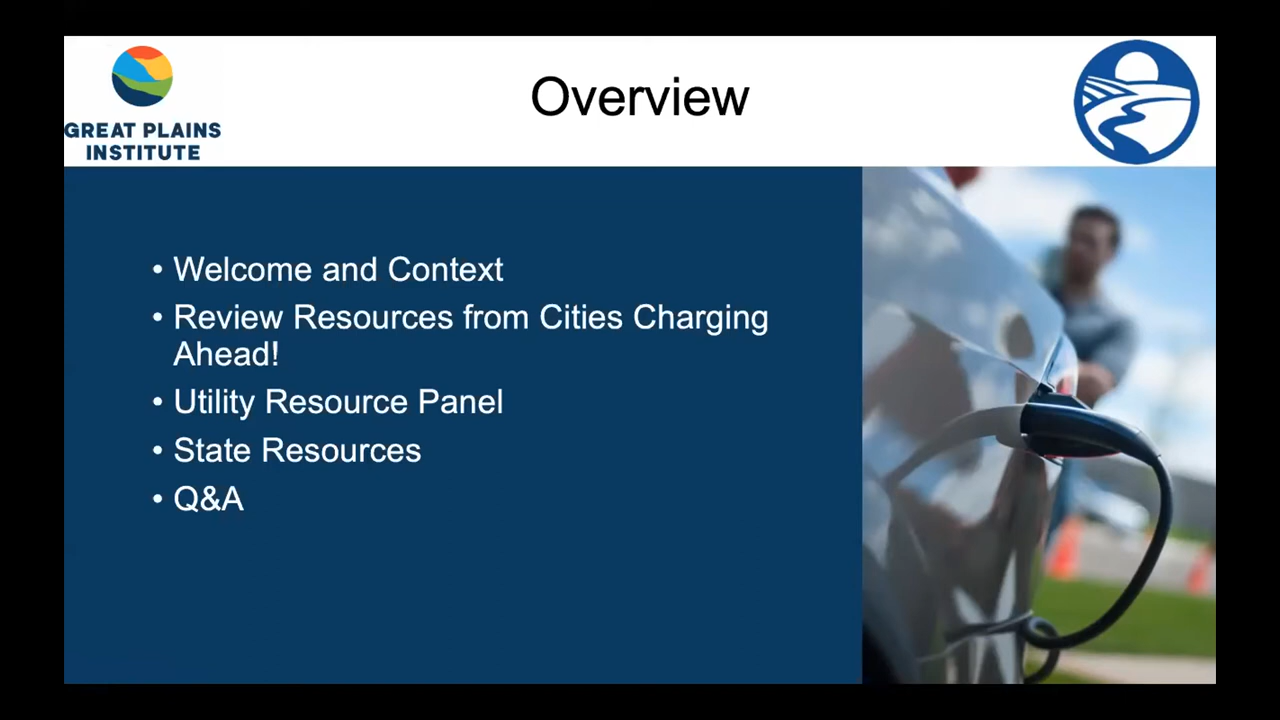 GREAT PLAINS
INSTITUTE
Overview
• Welcome and Context
• Review Resources from Cities Charging
Ahead!
• Utility Resource Panel
• State Resources
• Q&A